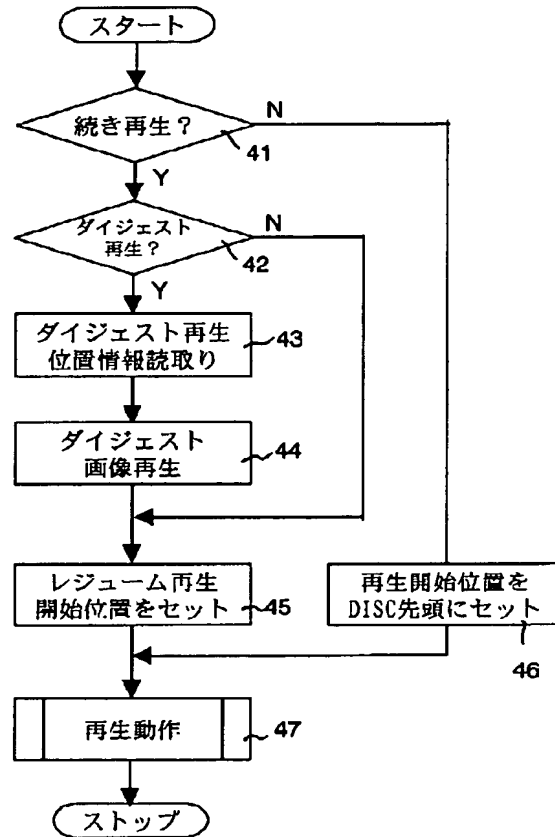 スタート
続き再生？
N
41
Y
ダイジェスト
再生？
N
42
Y
ダイジェスト再生
位置情報読取り
43
ダイジェスト
画像再生
44
レジューム再生
開始位置をセット
45
再生開始位置を
DISC先頭にセット
46
再生動作
47
ストップ